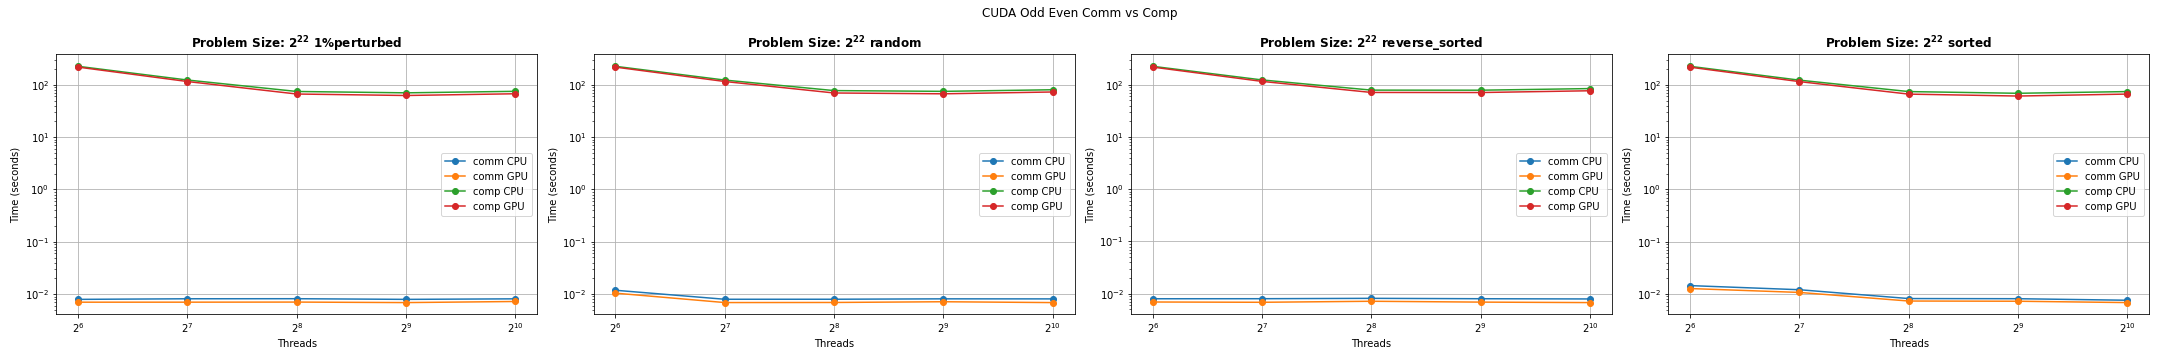 CUDA Odd Even Comm vs Comp
Problem Size: 2^22 1%perturbed
Time (seconds)
10^2
10^1
10^0
10^-1
10^-2
comm CPU
comm GPU
comp CPU
comp GPU
2^6 2^7 2^8 2^9 2^10
Threads
Problem Size: 2^22 random
Time (seconds)
10^2
10^1
10^0
10^-1
10^-2
comm CPU
comm GPU
comp CPU
comp GPU
2^6 2^7 2^8 2^9 2^10
Threads
Problem Size: 2^22 reverse_sorted
Time (seconds)
10^2
10^1
10^0
10^-1
10^-2
comm CPU
comm GPU
comp CPU
comp GPU
2^6 2^7 2^8 2^9 2^10
Threads
Problem Size: 2^22 sorted
Time (seconds)
10^2
10^1
10^0
10^-1
10^-2
comm CPU
comm GPU
comp CPU
comp GPU
2^6 2^7 2^8 2^9 2^10
Threads